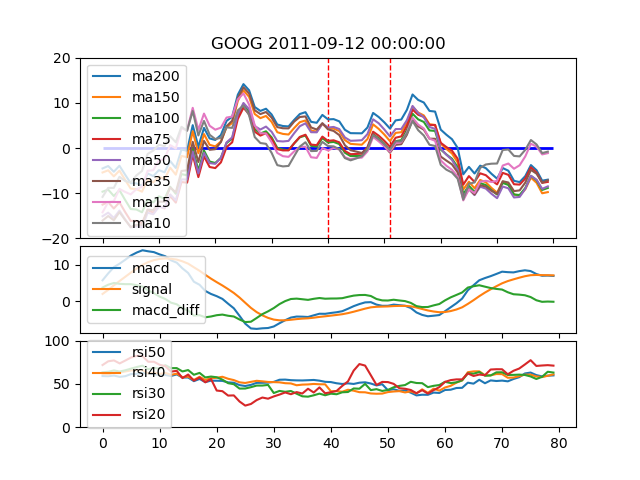 GOOG 2011-09-12 00:00:00
20
10
0
−10
−20
ma200
ma150
ma100
ma75
ma50
ma35
ma15
ma10
10
0
macd
signal
macd_diff
100
50
0
rsi50
rsi40
rsi30
rsi20
0 10 20 30 40 50 60 70 80